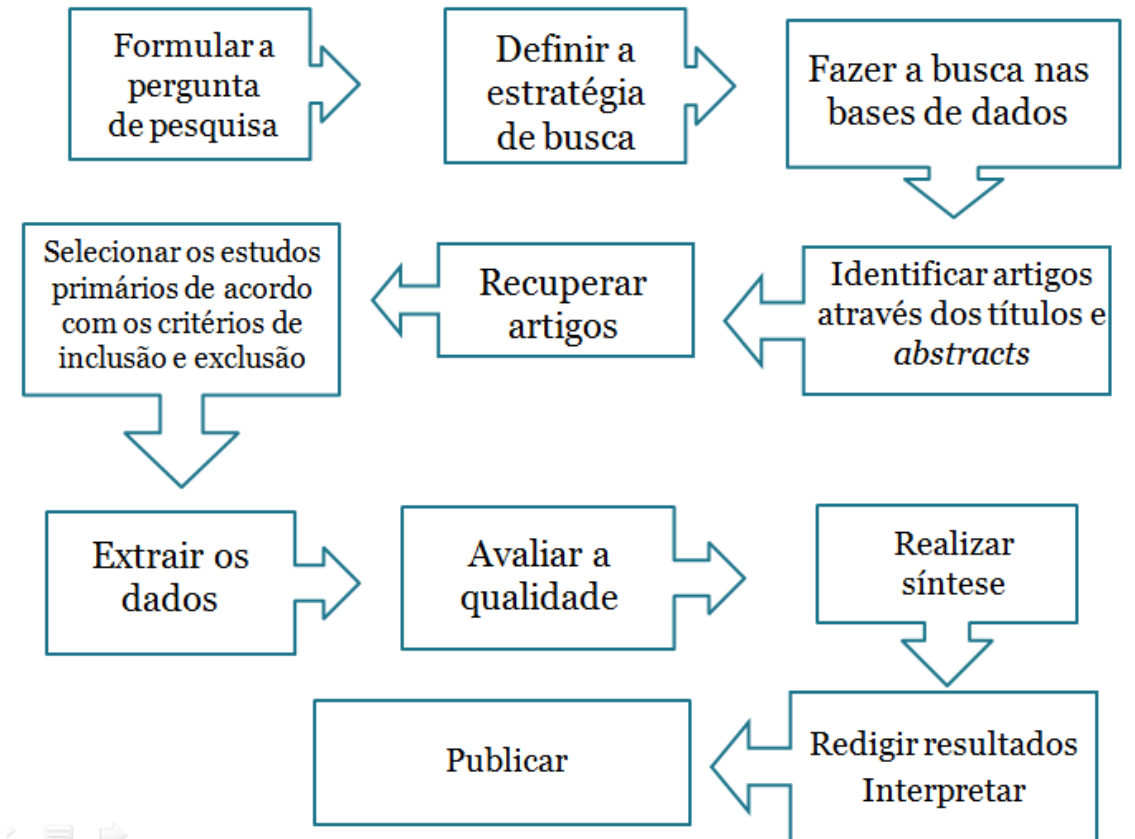 Formular a
pergunta
de pesquisa
Definir a
estratégia
de busca
Fazer a busca nas
bases de dados
Identificar artigos
através dos títulos e
abstracts
Recuperar
artigos
Selecionar os estudos
primários de acordo
com os critérios de
inclusão e exclusão
Extrair os
dados
Avaliar a
qualidade
Realizar
síntese
Redigir resultados
Interpretar
Publicar